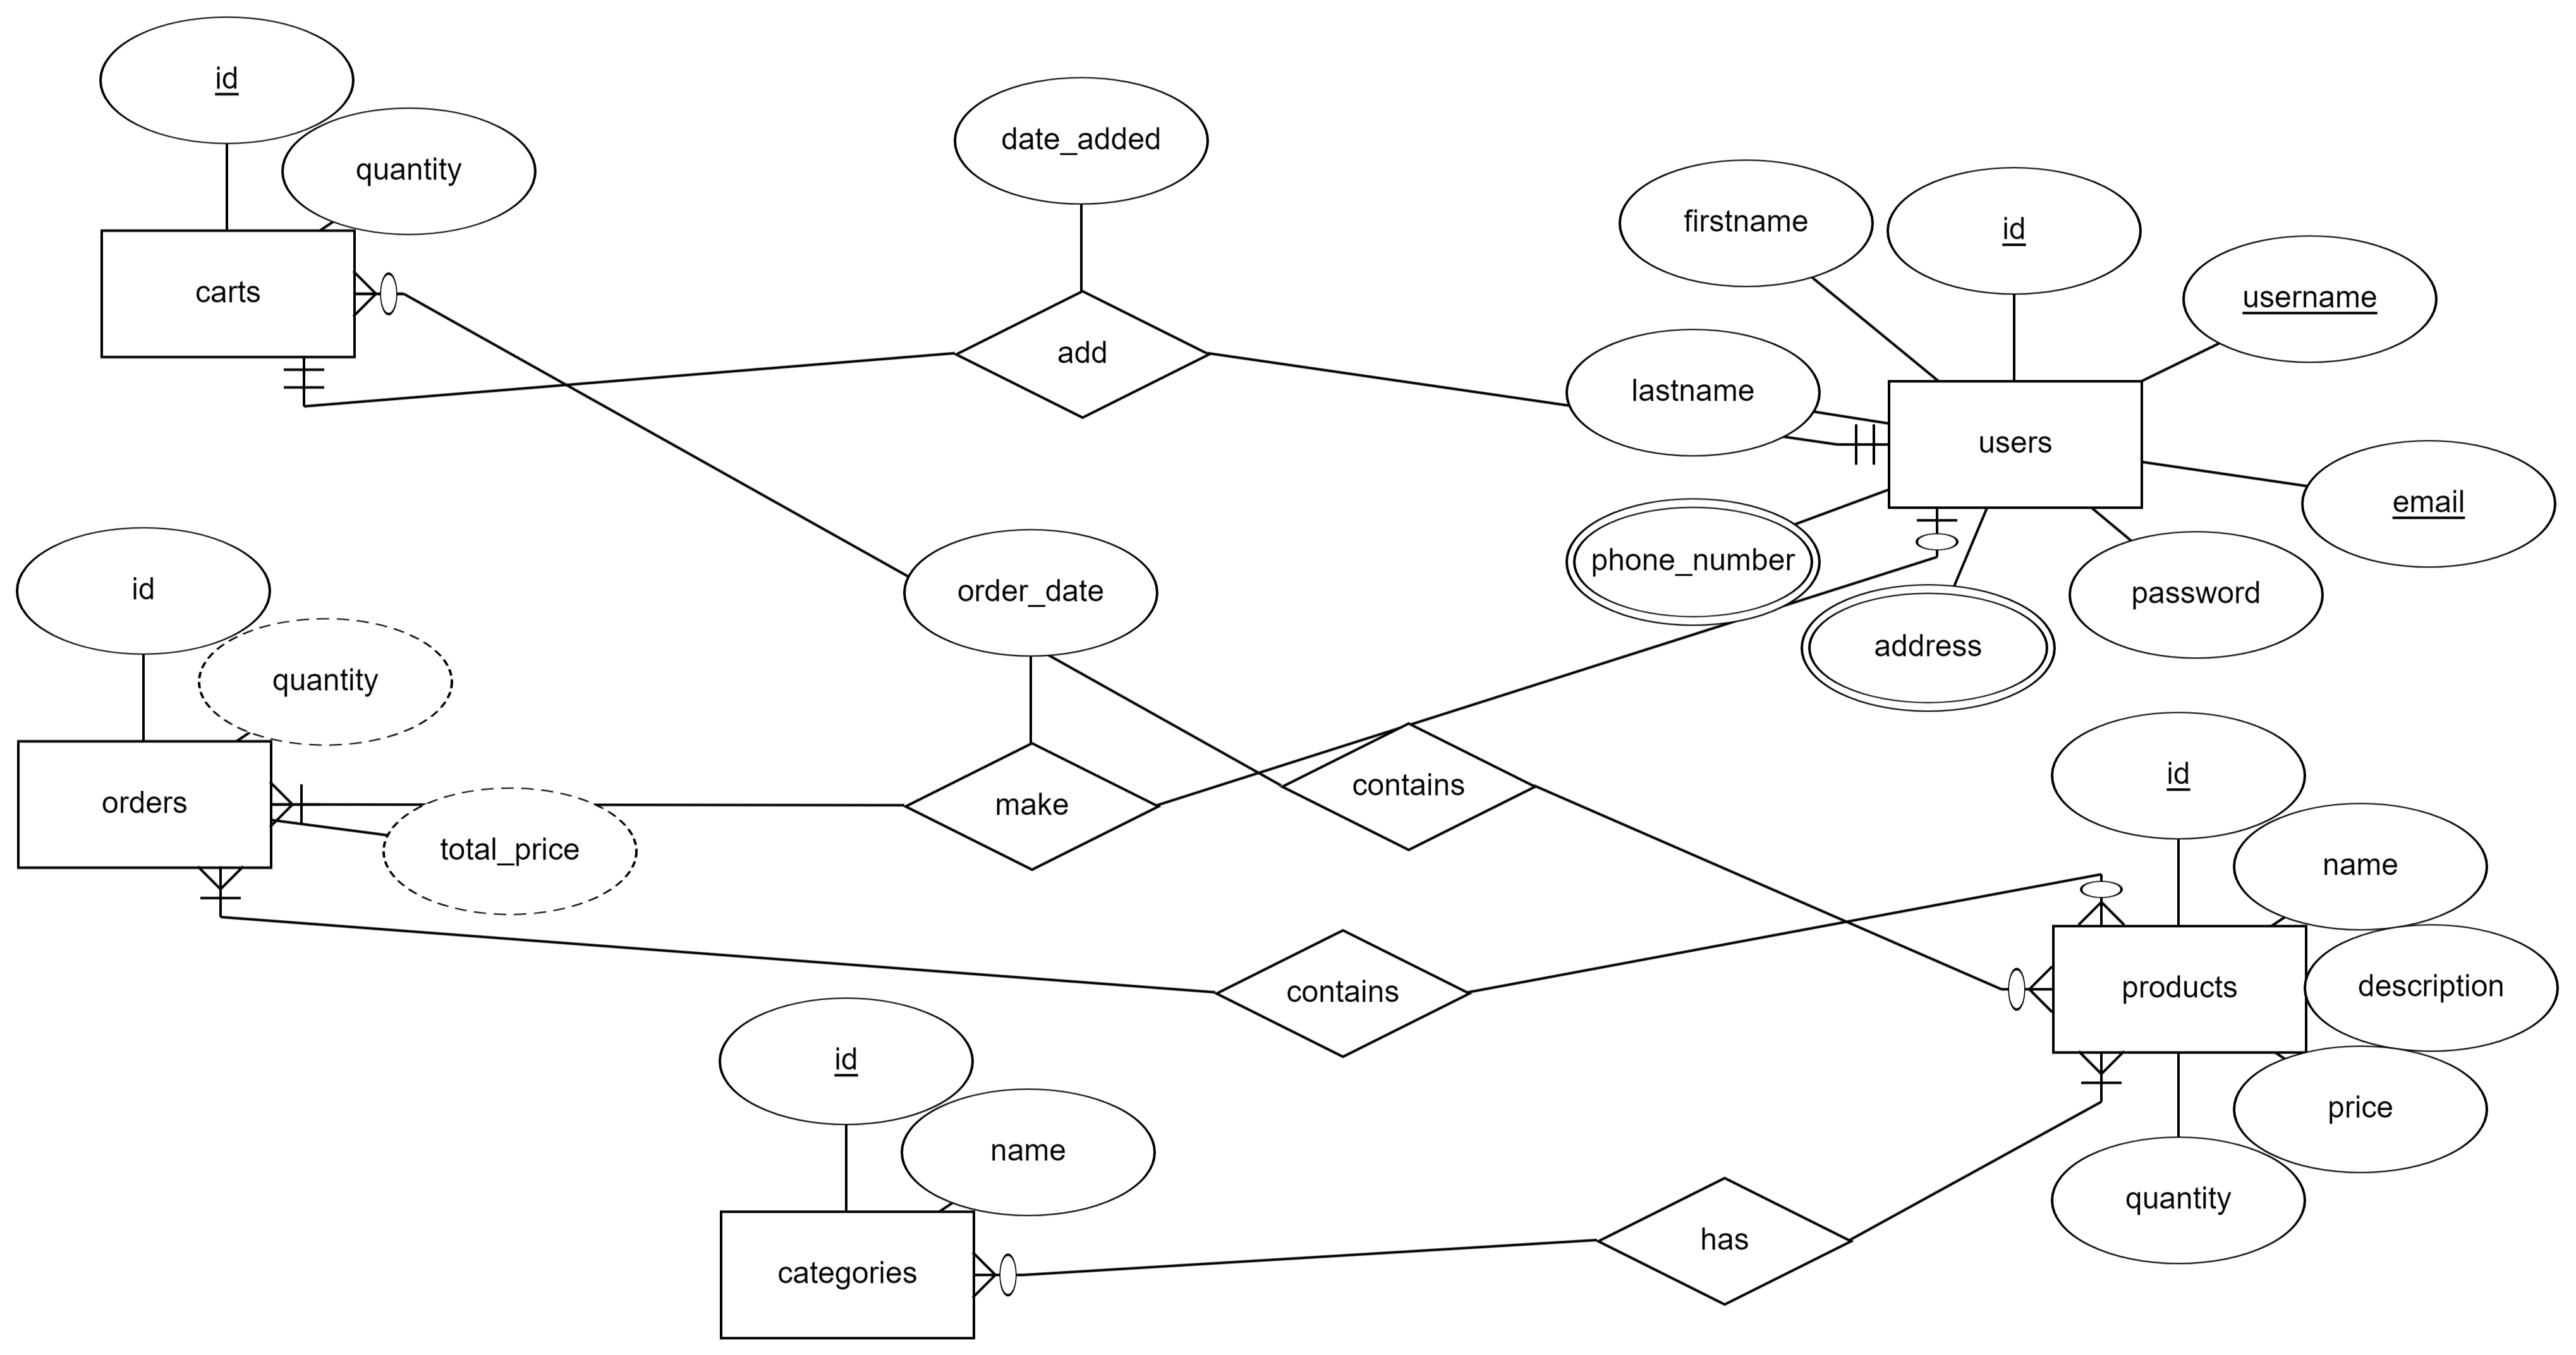 id
quantity
carts
date_added
add
firstname
id
username
lastname
users
email
phone_number
address
password
id
quantity
orders
total_price
order_date
make
contains
id
name
products
description
price
quantity
contains
id
name
categories
has